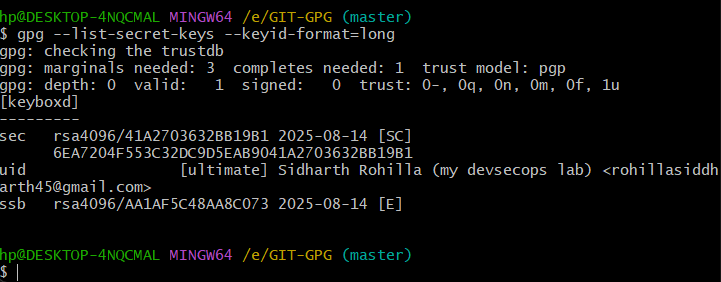 hp@DESKTOP-4NQCMAL MINGW64 /e/GIT-GPG (master)
$ gpg --list-secret-keys --keyid-format=long
gpg: checking the trustdb
gpg: marginals needed: 3  completes needed: 1  trust model: pgp
gpg: depth: 0  valid:   1  signed:   0  trust: 0-, 0q, 0n, 0m, 0f, 1u
[keyboxd]
---------
sec   rsa4096/41A2703632BB19B1 2025-08-14 [SC]
      6EA7204F553C32DC9D5EAB9041A2703632BB19B1
uid                 [ultimate] Sidharth Rohilla (my devsecops lab) <rohillasiddh
arth45@gmail.com>
ssb   rsa4096/AA1AF5C48AA8C073 2025-08-14 [E]
hp@DESKTOP-4NQCMAL MINGW64 /e/GIT-GPG (master)
$